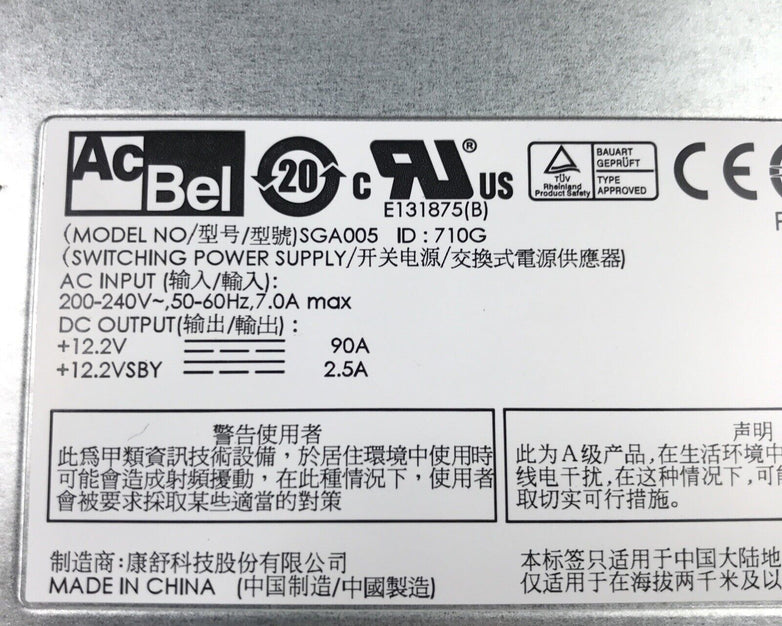 AcBel
20
c RU® US
E131875(B)
TÜV Rheinland Product Safety
BAUART GEPRÜFT
TYPE APPROVED
CE
(MODEL NO/型号/型號)SGA005 ID : 710G
(SWITCHING POWER SUPPLY/开关电源/交換式電源供應器)
AC INPUT (输入/輸入):
200-240V~,50-60Hz,7.0A max
DC OUTPUT(输出/輸出) :
+12.2V 90A
+12.2VSBY 2.5A
警告使用者
此爲甲類資訊技術設備，於居住環境中使用時
可能會造成射頻擾動，在此種情況下，使用者
會被要求採取某些適當的對策
声明
此为A级产品,在生活环境中
线电干扰,在这种情况下,可
取切实可行措施。
制造商:康舒科技股份有限公司
MADE IN CHINA (中国制造/中國製造)
本标签只适用于中国大陆地
仅适用于在海拔两千米及以